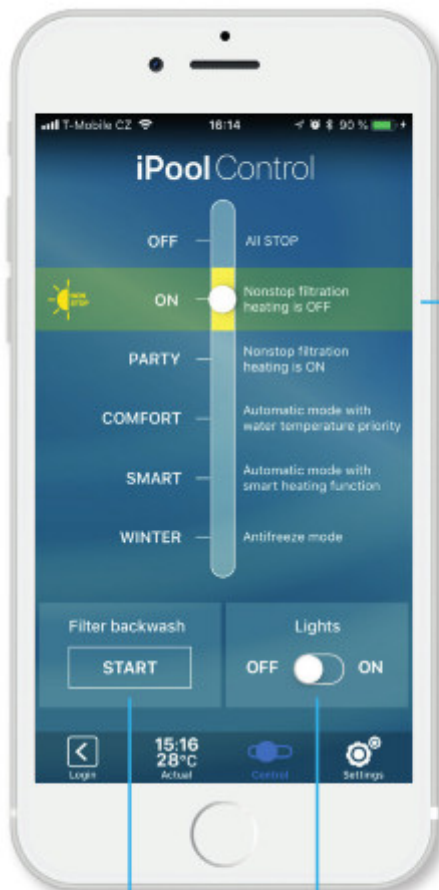 T-Mobile CZ 16:14 90 % +
iPool Control
OFF All STOP
NON
STOP
ON Nonstop filtration
heating is OFF
PARTY Nonstop filtration
heating is ON
COMFORT Automatic mode with
water temperature priority
SMART Automatic mode with
smart heating function
WINTER Antifreeze mode
Filter backwash
START
Lights
OFF ON
Login
15:16
28°C
Actual
Control
Settings